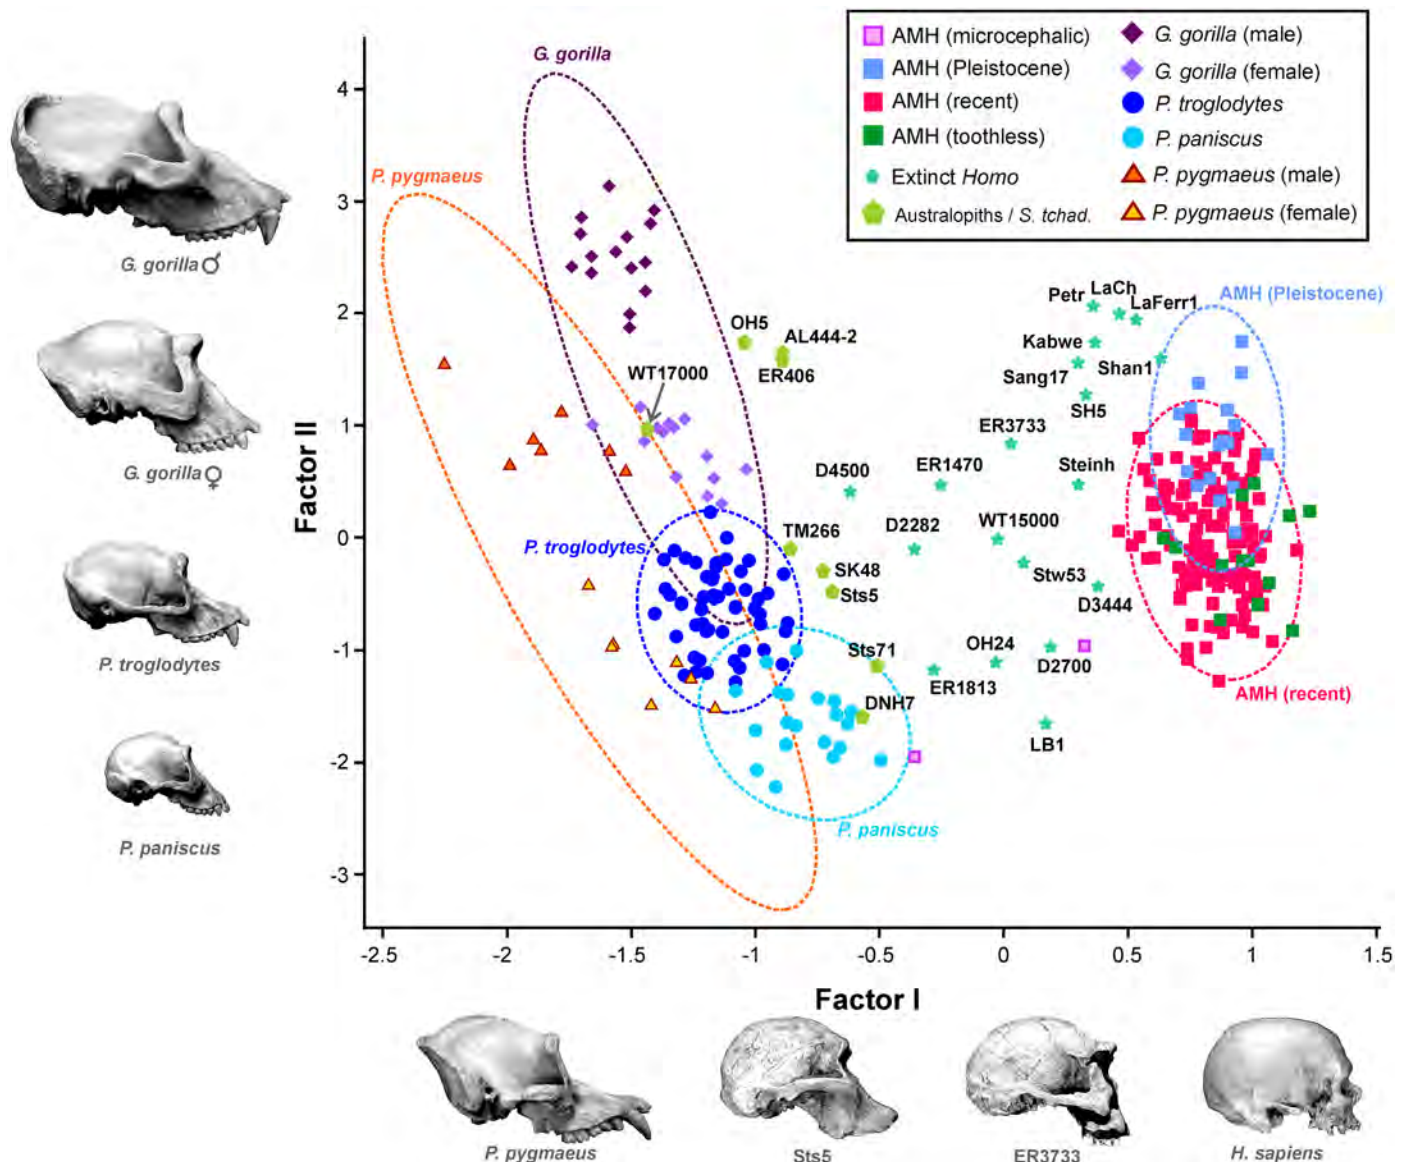 AMH (microcephalic)
AMH (Pleistocene)
AMH (recent)
AMH (toothless)
Extinct Homo
Australopiths / S. tchad.
G. gorilla (male)
G. gorilla (female)
P. troglodytes
P. paniscus
P. pygmaeus (male)
P. pygmaeus (female)
G. gorilla ♂
G. gorilla ♀
P. troglodytes
P. paniscus
Factor II
4
3
2
1
0
-1
-2
-3
G. gorilla
P. pygmaeus
OH5
AL444-2
ER406
WT17000
Petr
LaCh
LaFerr1
AMH (Pleistocene)
Kabwe
Sang17
Shan1
SH5
ER3733
D4500
ER1470
Steinh
TM266
D2282
WT15000
P. troglodytes
SK48
Sts5
Stw53
D3444
Sts71
OH24
D2700
ER1813
DNH7
LB1
AMH (recent)
P. paniscus
-2.5
-2
-1.5
-1
-0.5
0
0.5
1
1.5
Factor I
P. pygmaeus
Sts5
ER3733
H. sapiens